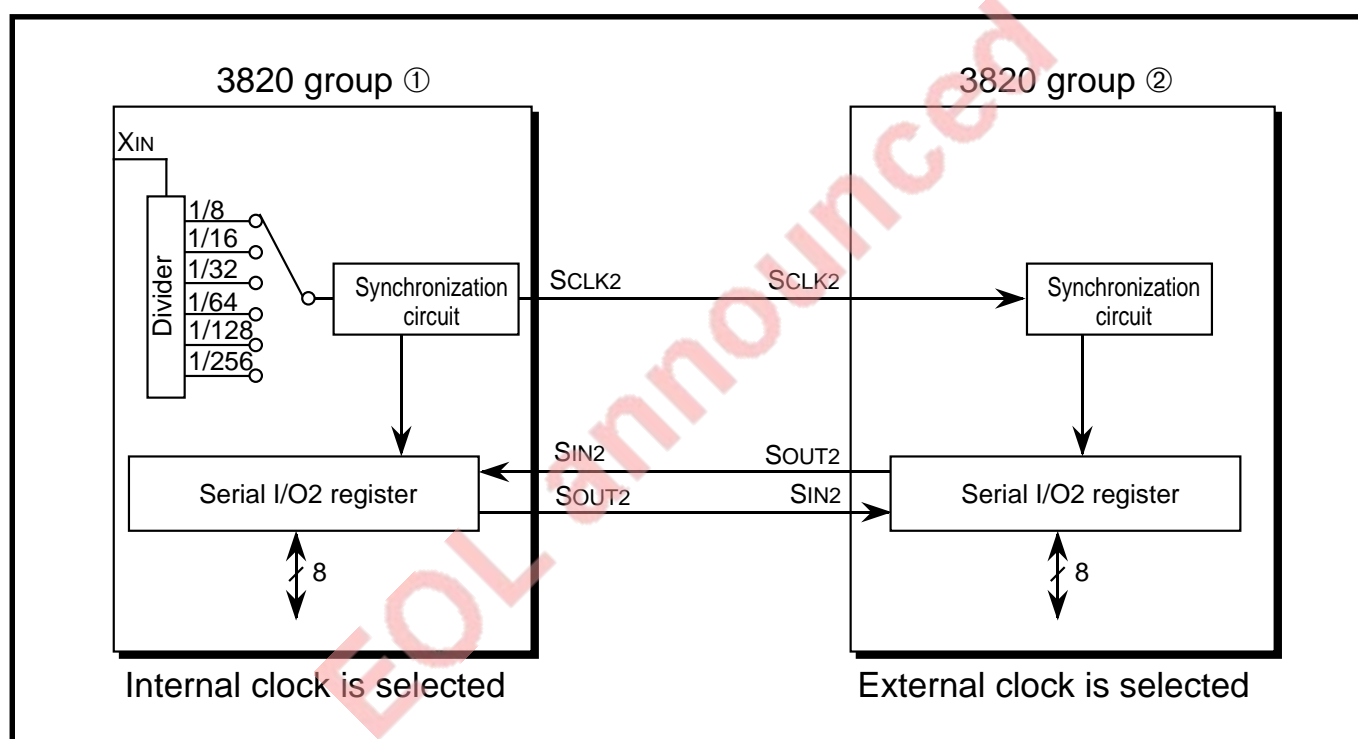 3820 group ①
3820 group ②
XIN
Divider
1/8
1/16
1/32
1/64
1/128
1/256
Synchronization
circuit
SCLK2
SCLK2
Synchronization
circuit
SIN2
SOUT2
Serial I/O2 register
SOUT2
SIN2
Serial I/O2 register
8
8
Internal clock is selected
External clock is selected
EOL announced